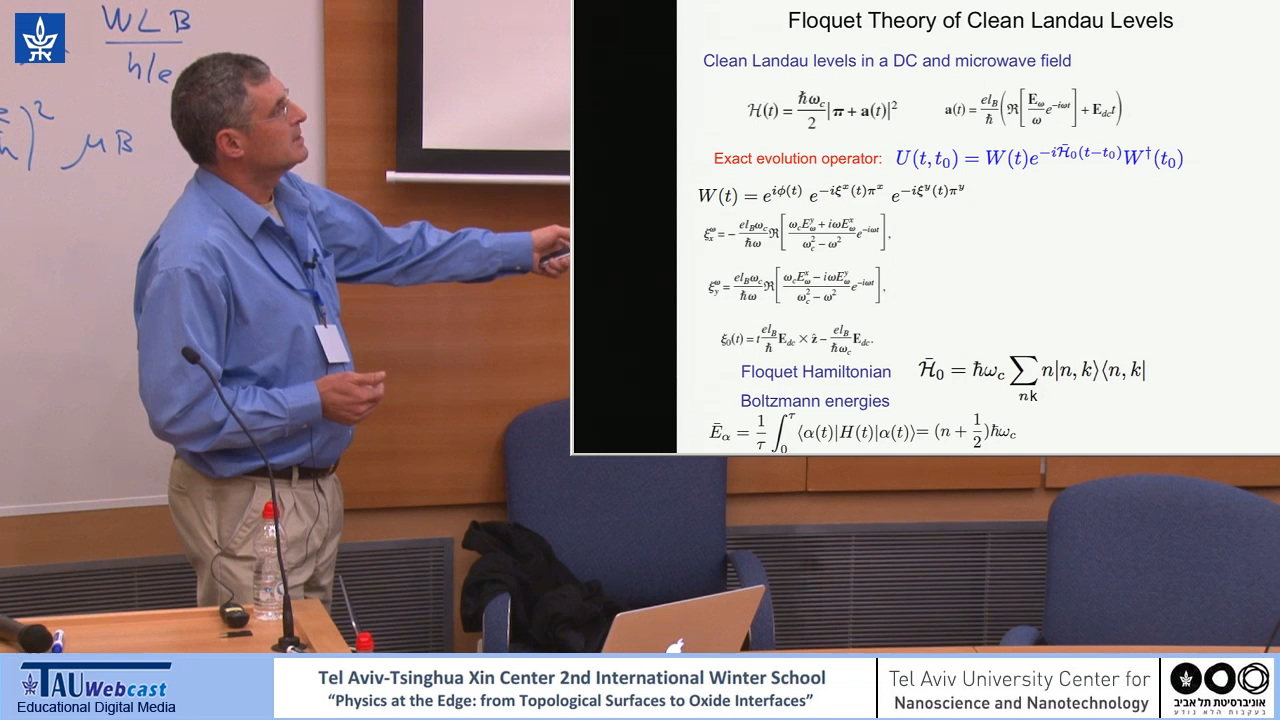 WLB
h/e
)²
μB
Floquet Theory of Clean Landau Levels
Clean Landau levels in a DC and microwave field
ℋ(t) = ħω_c/2 |π + a(t)|²
a(t) = el_B/ħ (ℜ[E_ω/ω e^{-iωt}] + E_dc t)
Exact evolution operator: U(t, t₀) = W(t)e^{-iℋ̄₀(t-t₀)}W†(t₀)
W(t) = e^{iφ(t)} e^{-iξ^x(t)π^x} e^{-iξ^y(t)π^y}
ξ_x^ω = - el_Bω_c/ħω ℜ[ω_cE_ω^y + iωE_ω^x / ω_c² - ω² e^{-iωt}],
ξ_y^ω = el_Bω_c/ħω ℜ[ω_cE_ω^x - iωE_ω^y / ω_c² - ω² e^{-iωt}],
ξ₀(t) = t el_B/ħ E_dc × ẑ - el_B/ħω_c E_dc.
Floquet Hamiltonian ℋ̄₀ = ħω_c ∑_{nk} n|n, k⟩⟨n, k|
Boltzmann energies
Ē_α = 1/τ ∫₀^τ ⟨α(t)|H(t)|α(t)⟩ = (n + 1/2)ħω_c
TAU Webcast
Educational Digital Media
Tel Aviv-Tsinghua Xin Center 2nd International Winter School
“Physics at the Edge: from Topological Surfaces to Oxide Interfaces”
Tel Aviv University Center for
Nanoscience and Nanotechnology
אוניברסיטת תל אביב
בעקבות הלא נודע